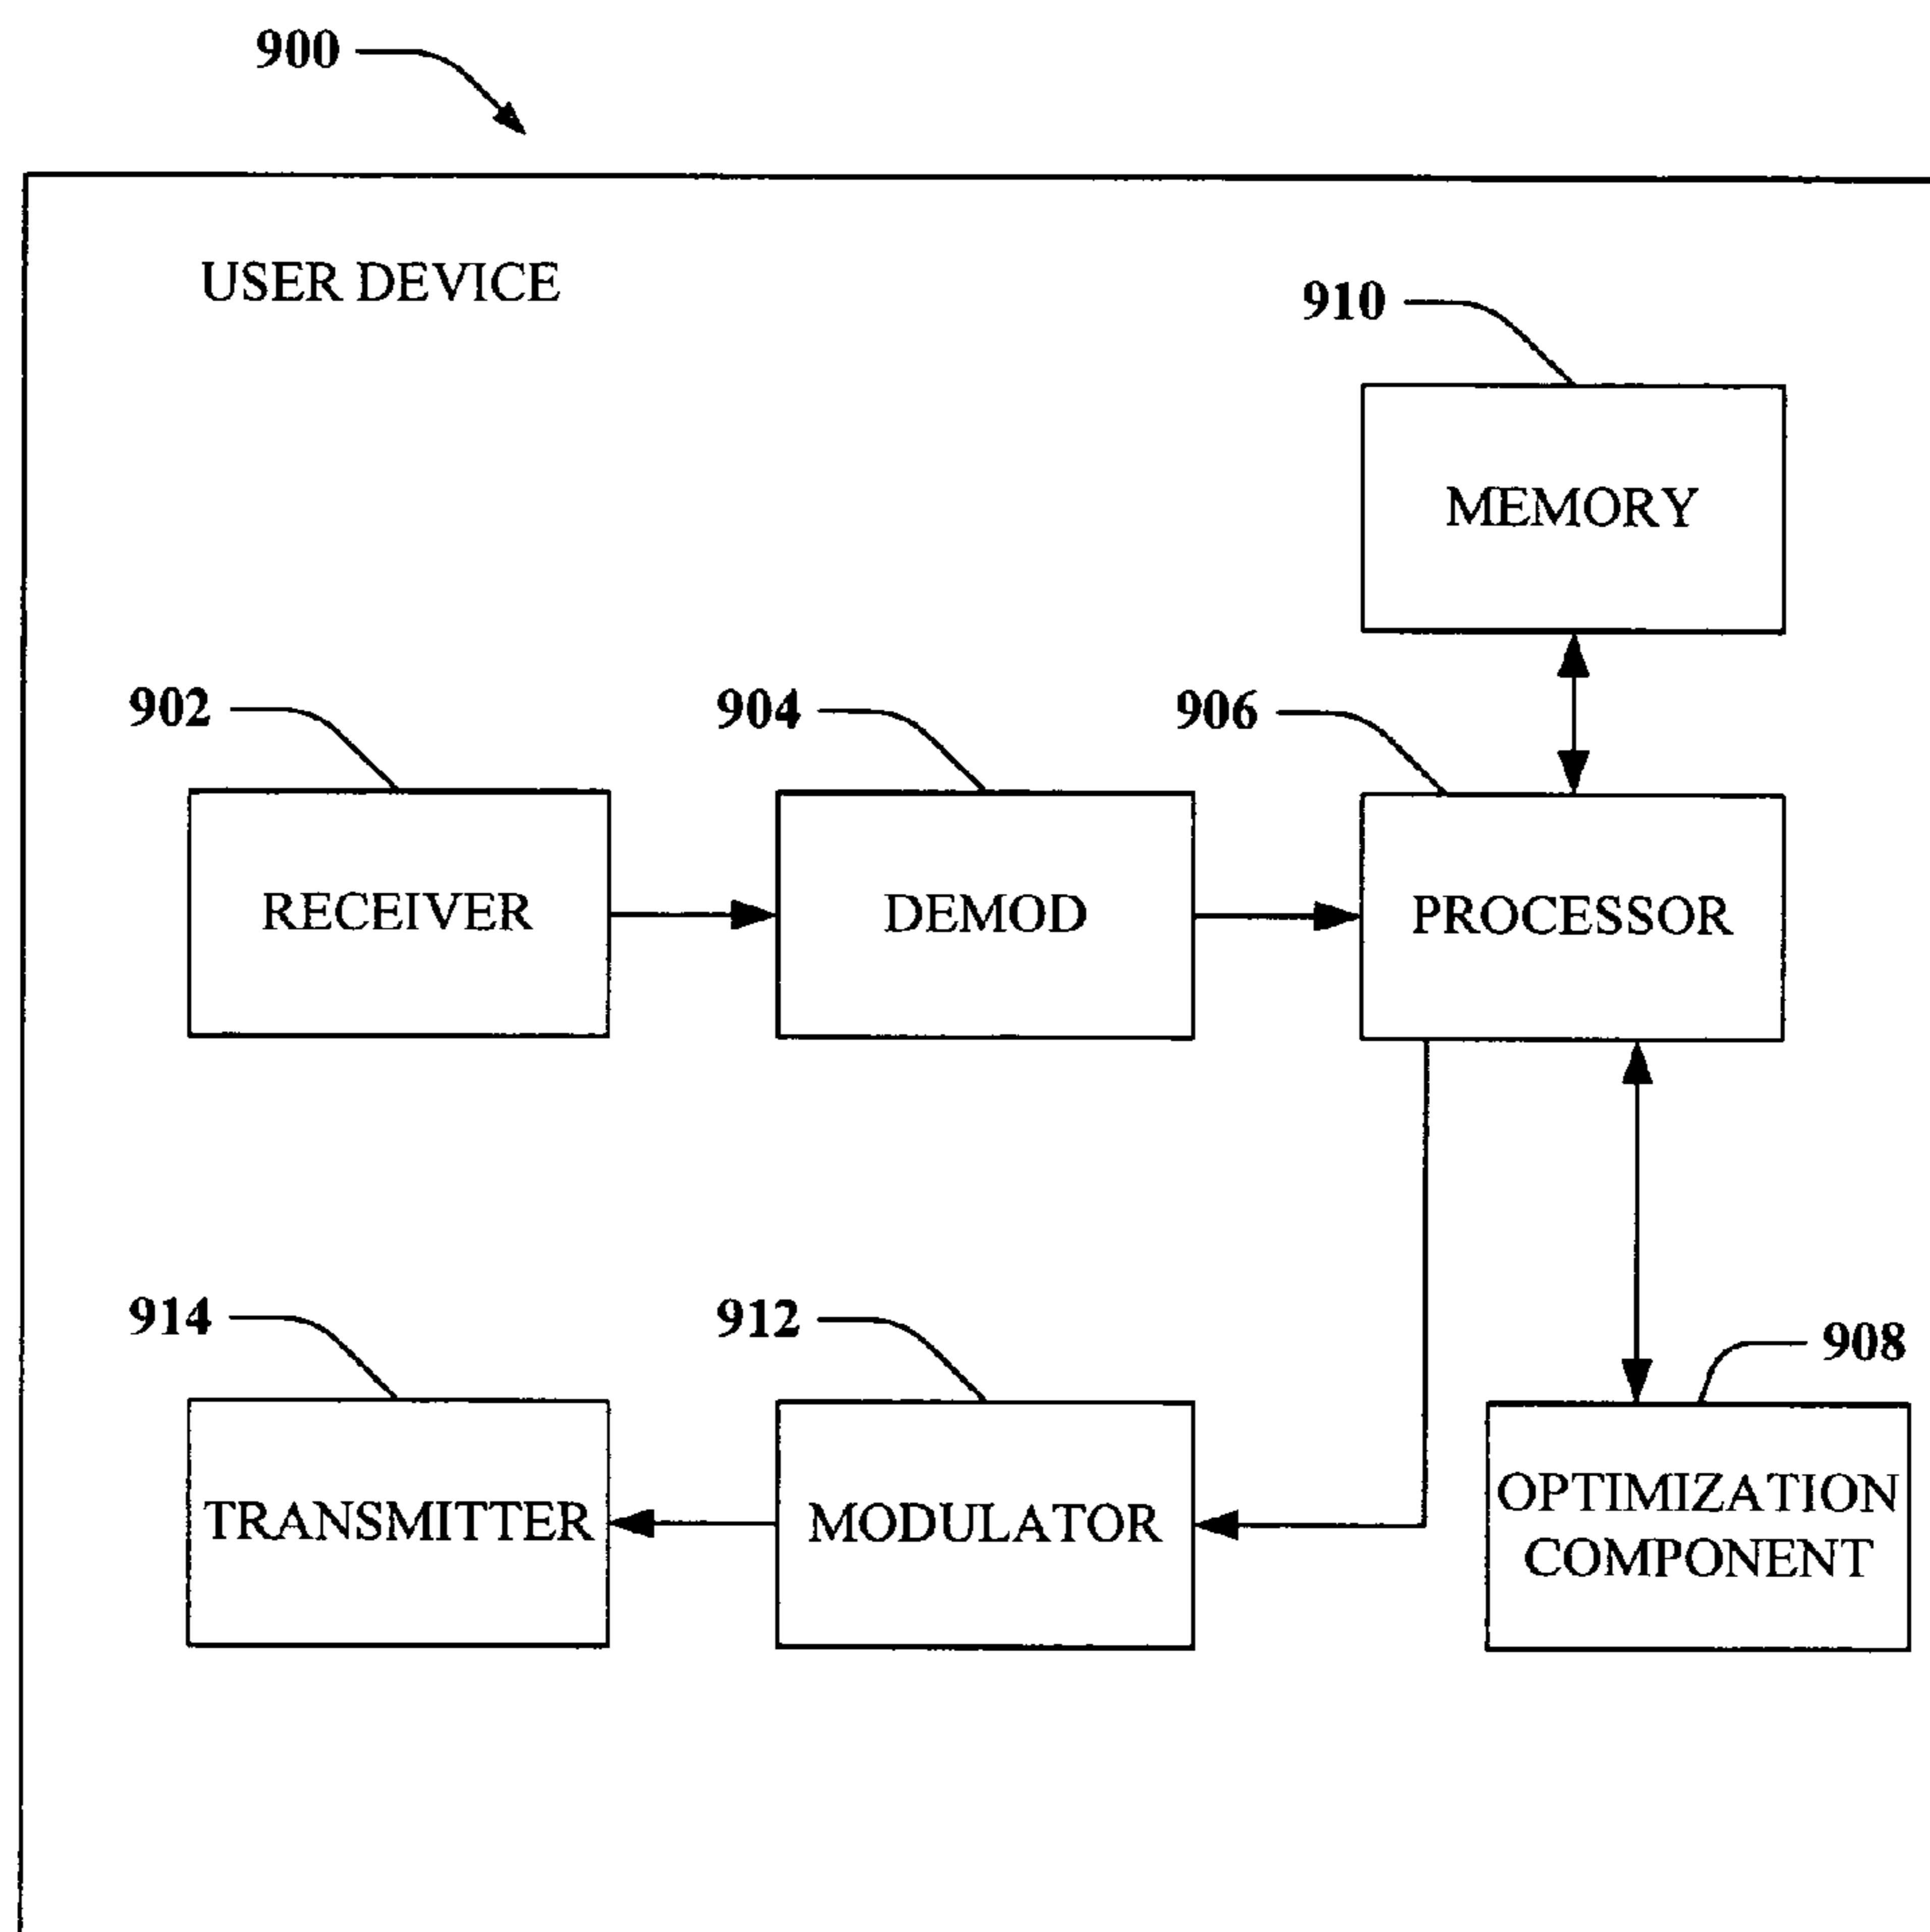 900
USER DEVICE
910
MEMORY
902
904
906
RECEIVER
DEMOD
PROCESSOR
914
912
908
TRANSMITTER
MODULATOR
OPTIMIZATION
COMPONENT